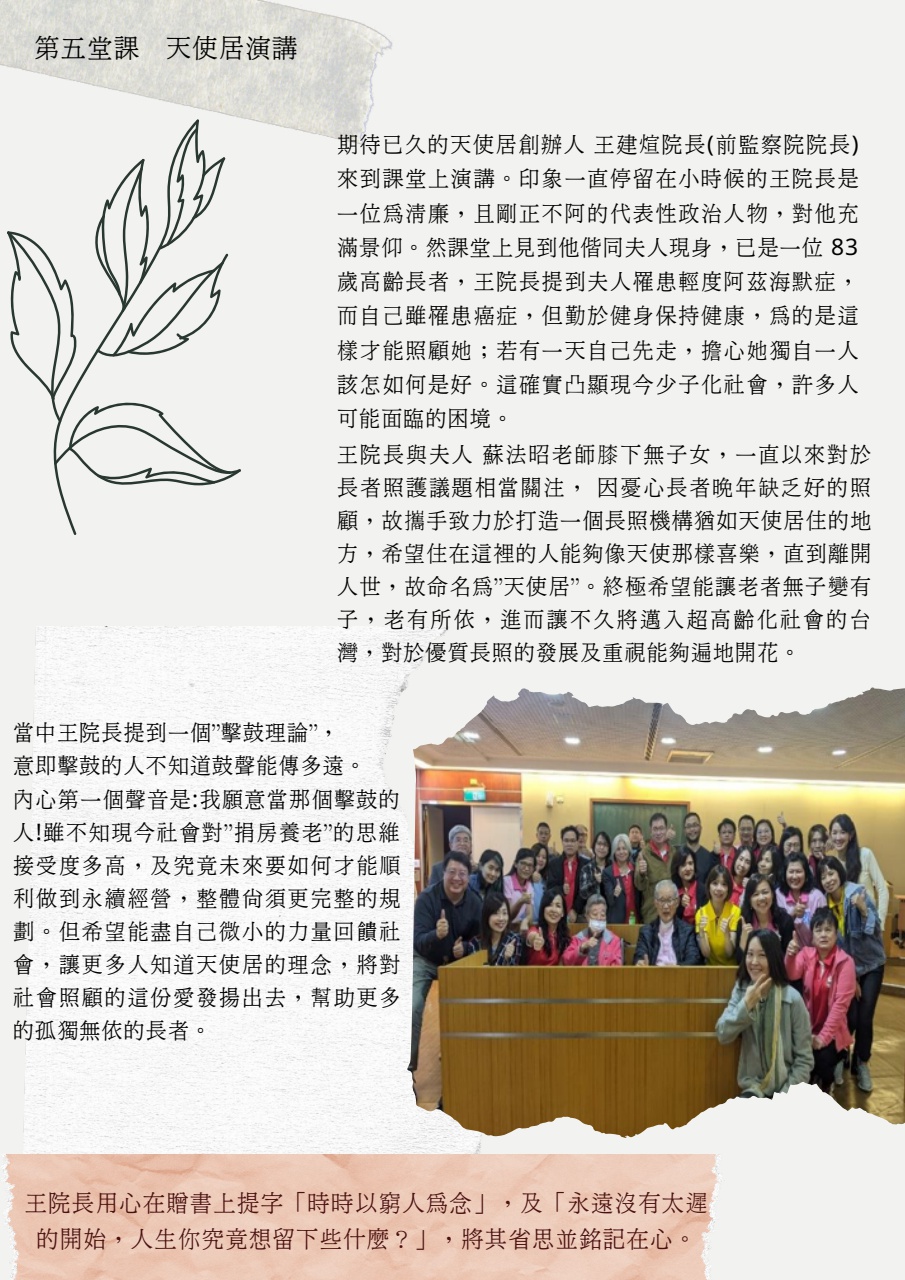 第五堂課　天使居演講
期待已久的天使居創辦人 王建煊院長(前監察院院長)
來到課堂上演講。印象一直停留在小時候的王院長是
一位為淸廉，且剛正不阿的代表性政治人物，對他充
滿景仰。然課堂上見到他偕同夫人現身，已是一位 83
歲高齡長者，王院長提到夫人罹患輕度阿茲海默症，
而自己雖罹患癌症，但勤於健身保持健康，為的是這
樣才能照顧她；若有一天自己先走，擔心她獨自一人
該怎如何是好。這確實凸顯現今少子化社會，許多人
可能面臨的困境。
王院長與夫人 蘇法昭老師膝下無子女，一直以來對於
長者照護議題相當關注， 因憂心長者晚年缺乏好的照
顧，故攜手致力於打造一個長照機構猶如天使居住的地
方，希望住在這裡的人能夠像天使那樣喜樂，直到離開
人世，故命名為”天使居”。終極希望能讓老者無子變有
子，老有所依，進而讓不久將邁入超高齡化社會的台
灣，對於優質長照的發展及重視能夠遍地開花。
當中王院長提到一個”擊鼓理論”，
意即擊鼓的人不知道鼓聲能傳多遠。
內心第一個聲音是:我願意當那個擊鼓的
人!雖不知現今社會對”捐房養老”的思維
接受度多高，及究竟未來要如何才能順
利做到永續經營，整體尙須更完整的規
劃。但希望能盡自己微小的力量回饋社
會，讓更多人知道天使居的理念，將對
社會照顧的這份愛發揚出去，幫助更多
的孤獨無依的長者。
王院長用心在贈書上提字「時時以窮人為念」，及「永遠沒有太遲
的開始，人生你究竟想留下些什麼？」，將其省思並銘記在心。